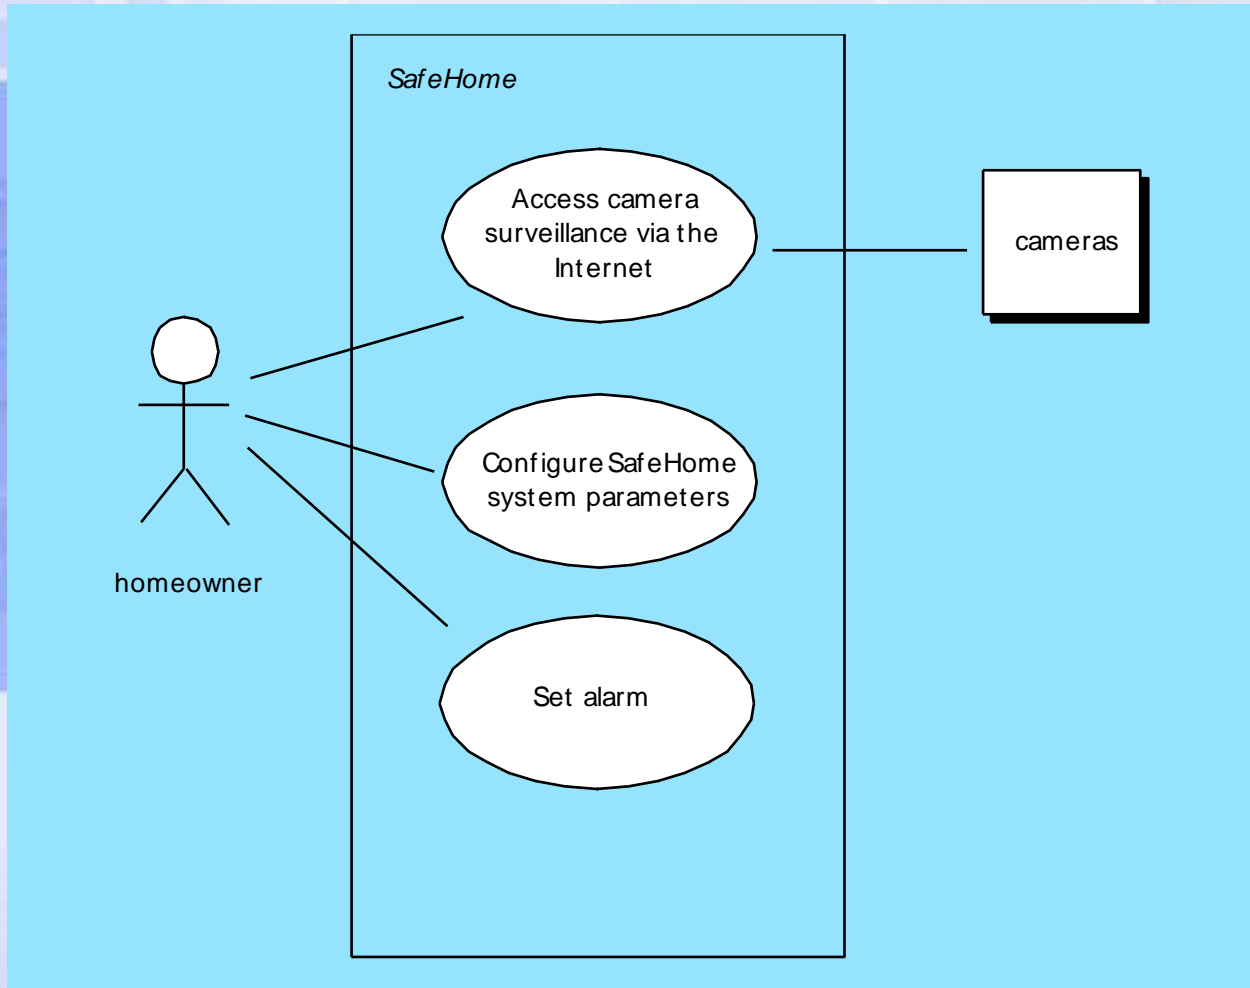 SafeHome
Access camera
surveillance via the
Internet
cameras
Configure SafeHome
system parameters
homeowner
Set alarm